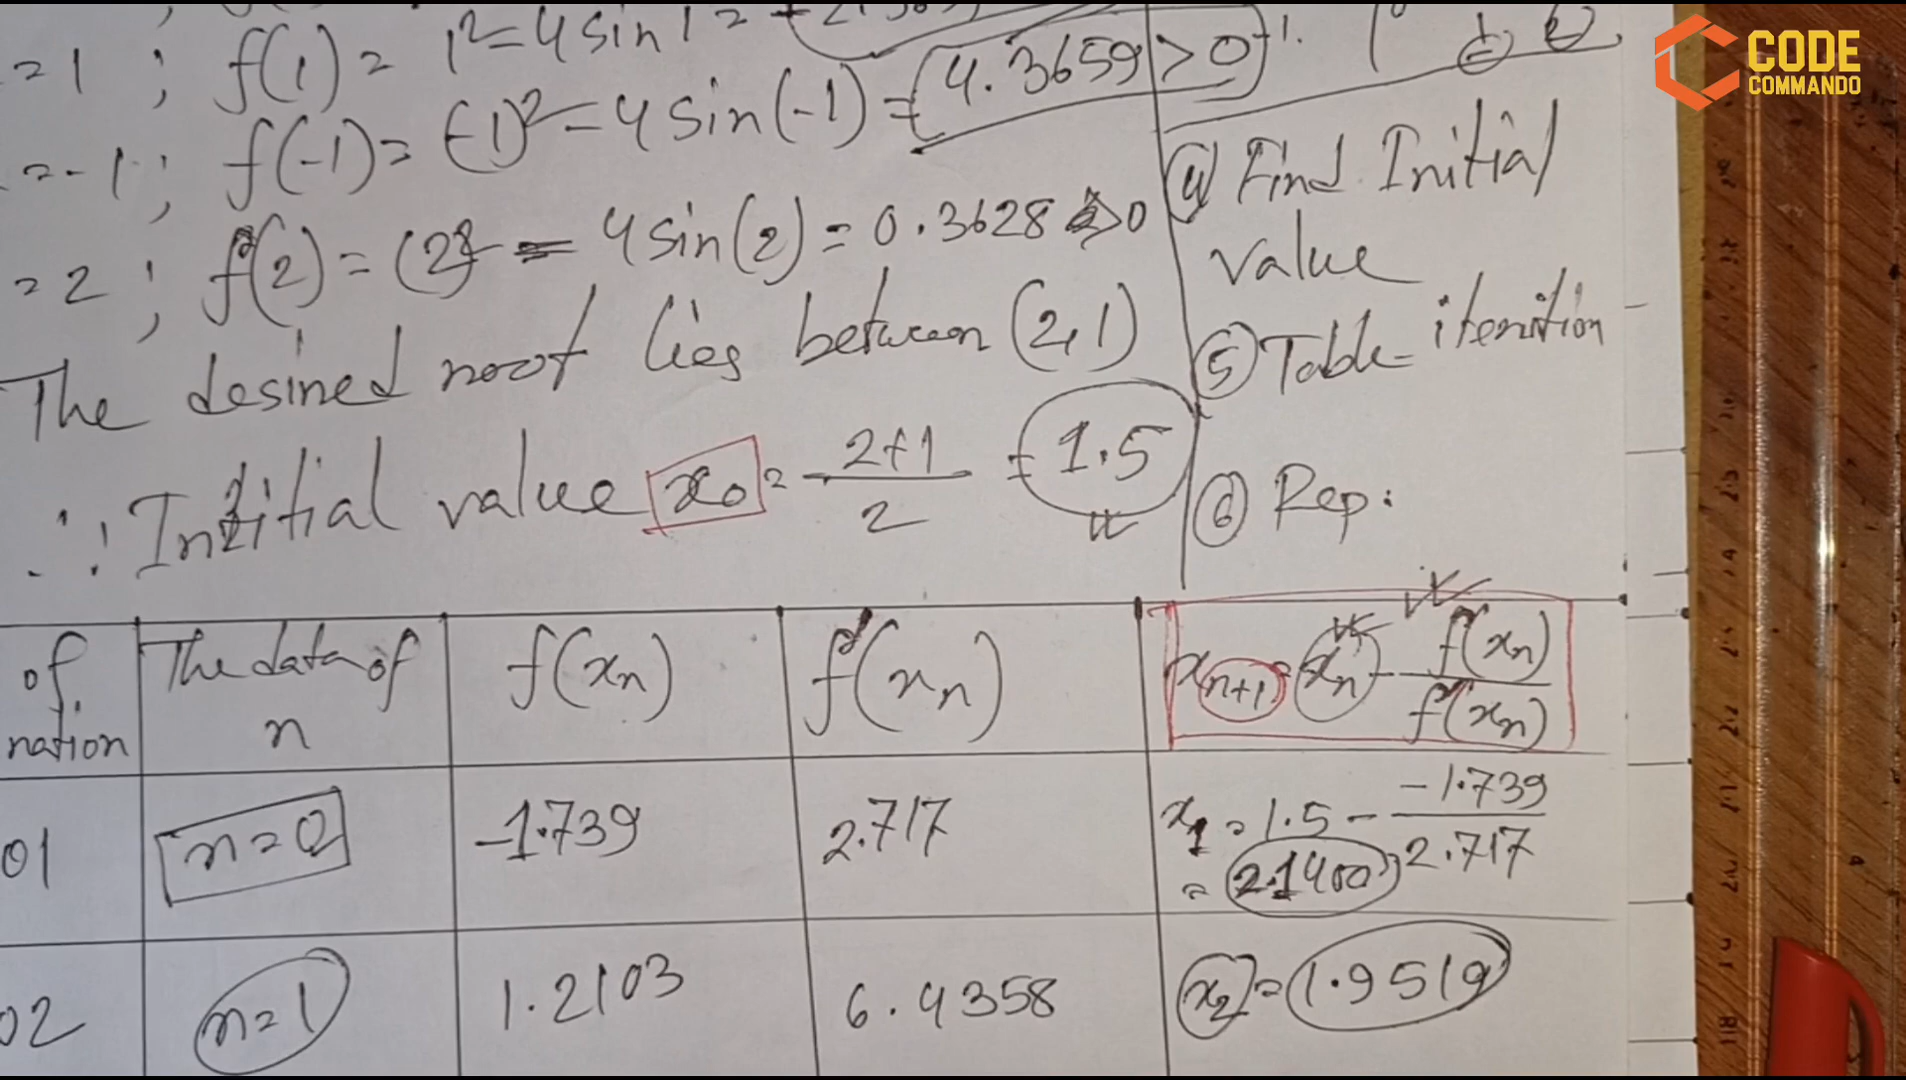 =1 ; f(1) = 1² - 4 sin 1 =
=-1 ; f(-1) = (-1)² - 4 sin(-1) = 4.3659 > 0
=2 ; f(2) = (2)² - 4 sin(2) = 0.3628 > 0
The desined root lies between (2,1)
∴ Initial value x₀ = (2+1)/2 = 1.5
④ Find Initial
value
⑤ Table iteration
⑥ Rep:
of
nation
The data of
n
f(xn)
f'(xn)
xn+1 = xn - f(xn)/f'(xn)
01
n=0
-1.739
2.717
x₁ = 1.5 - -1.739/2.717
= 2.1400
02
n=1
1.2103
6.4358
x₂ = 1.9519
CODE
COMMANDO